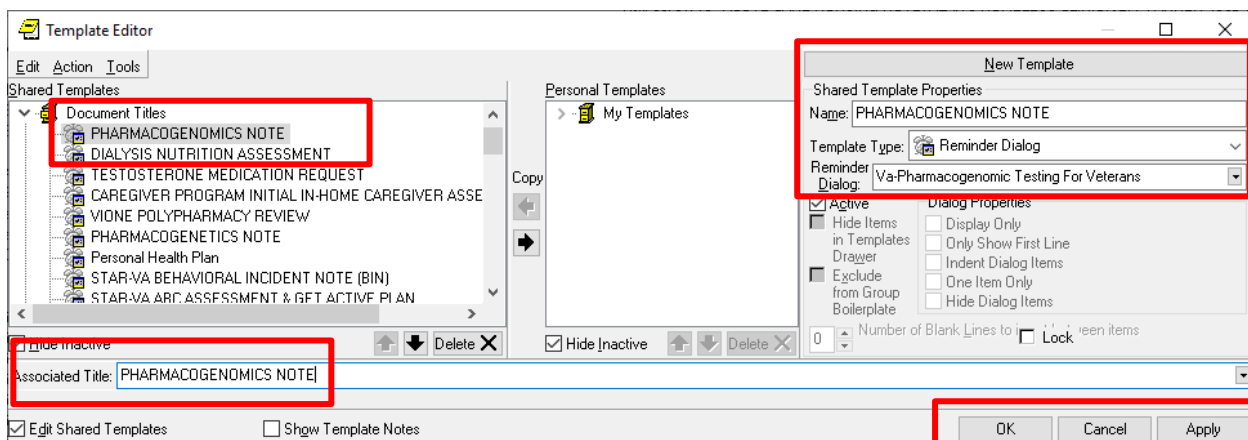 Template Editor
Edit Action Tools
New Template
Shared Templates
Personal Templates
Shared Template Properties
Document Titles
My Templates
Name: PHARMACOGENOMICS NOTE
PHARMACOGENOMICS NOTE
DIALYSIS NUTRITION ASSESSMENT
Template Type: Reminder Dialog
TESTOSTERONE MEDICATION REQUEST
Copy
Reminder Dialog: Va-Pharmacogenomic Testing For Veterans
CAREGIVER PROGRAM INITIAL IN-HOME CAREGIVER ASSE
Active
Dialog Properties
VIONE POLYPHARMACY REVIEW
Hide Items in Templates Drawer
Display Only
PHARMACOGENETICS NOTE
Only Show First Line
Personal Health Plan
Indent Dialog Items
STAR-VA BEHAVIORAL INCIDENT NOTE (BIN)
Exclude from Group Boilerplate
One Item Only
STAR-VA ABC ASSESSMENT & GET ACTIVE PLAN
Hide Dialog Items
0 Number of Blank Lines to items
Lock
Hide Inactive
Delete
Hide Inactive
Delete
Associated Title: PHARMACOGENOMICS NOTE
Edit Shared Templates
Show Template Notes
OK
Cancel
Apply